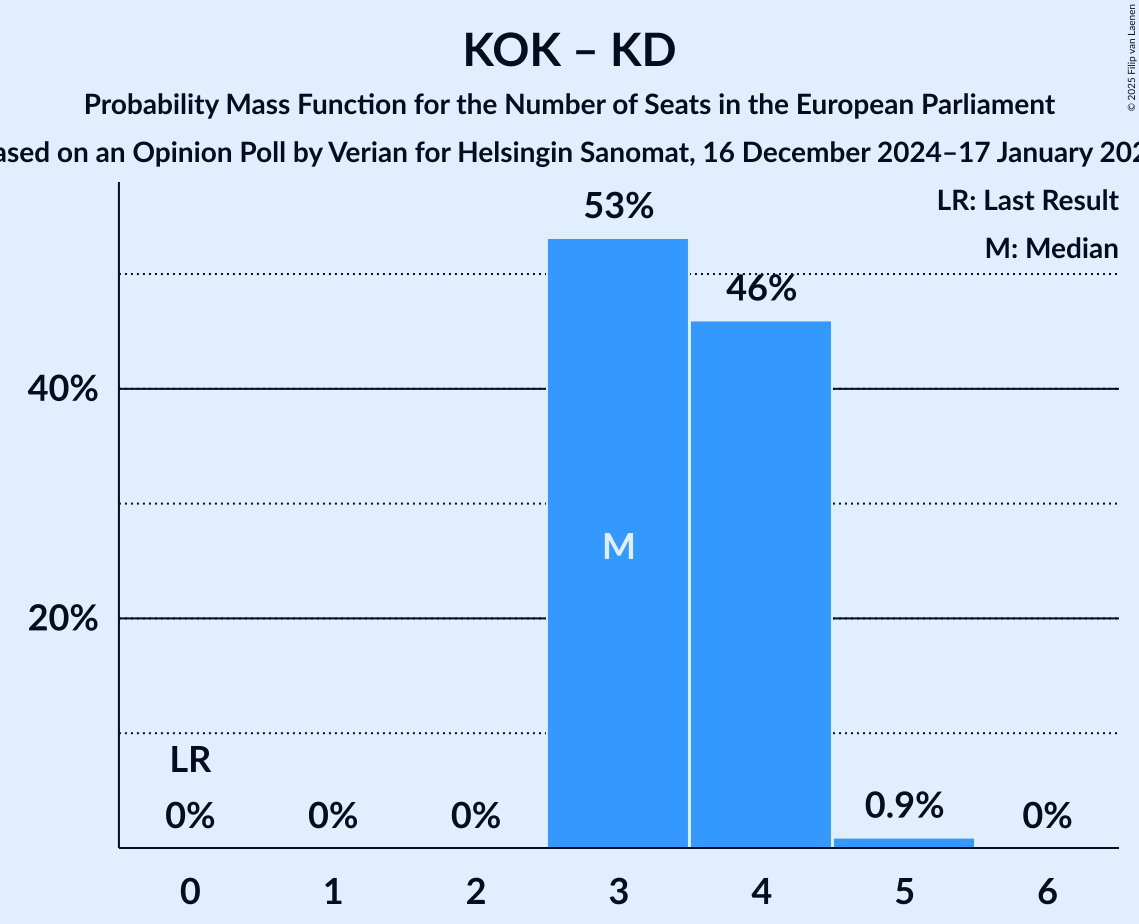 KOK – KD
Probability Mass Function for the Number of Seats in the European Parliament
on an Opinion Poll by Verian for Helsingin Sanomat, 16 December 2024–17 January
© 2025 Filip van Laenen
LR: Last Result
M: Median
53%
46%
40%
M
20%
LR
0%
0%
0%
0.9%
0%
0
1
2
3
4
5
6